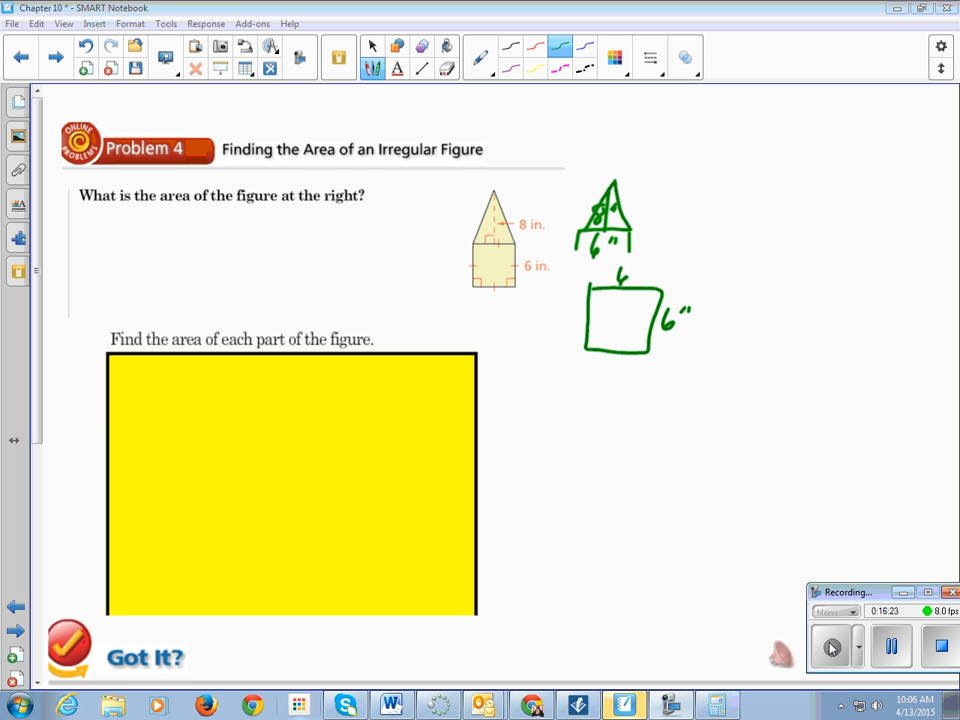 Chapter 10 * - SMART Notebook
File Edit View Insert Format Tools Response Add-ons Help
ONLINE PROBLEMS
Problem 4
Finding the Area of an Irregular Figure
What is the area of the figure at the right?
8 in.
6 in.
8"
6"
6
6"
Find the area of each part of the figure.
Got It?
Recording...
Menu
0:16:23
8.0 fps
10:06 AM
4/13/2015